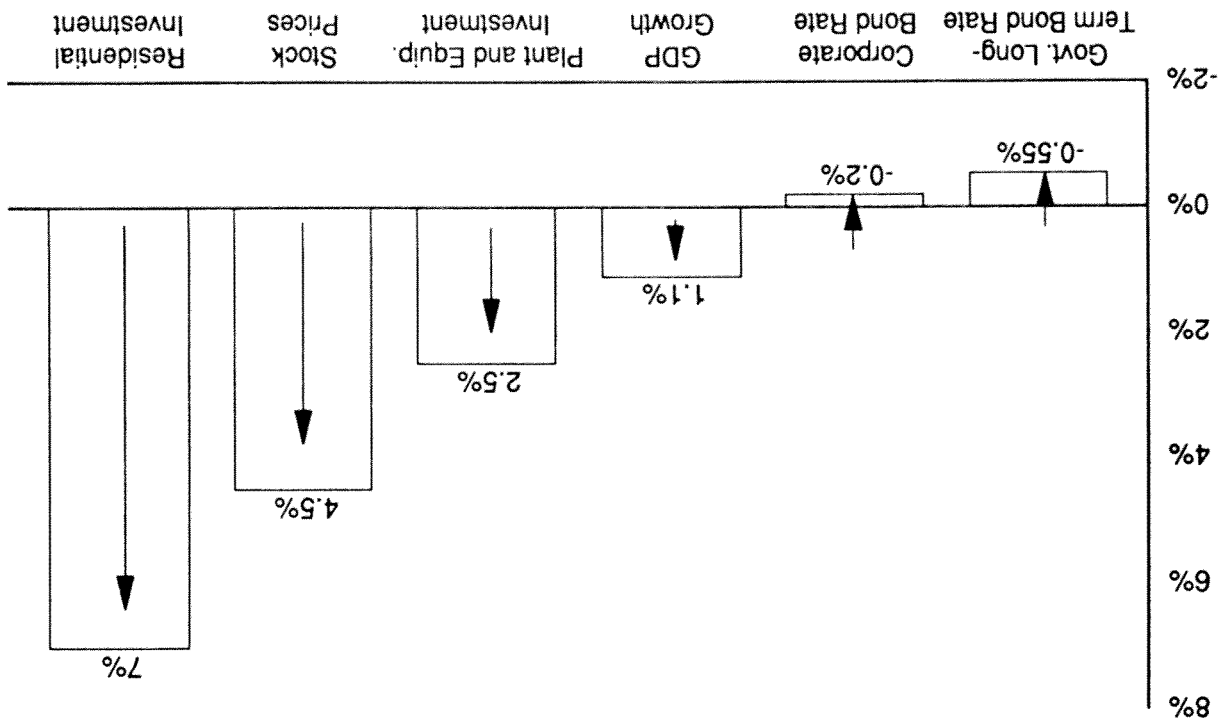 8%
6%
4%
2%
0%
-2%
7%
4.5%
2.5%
1.1%
-0.2%
-0.55%
Govt. Long-
Term Bond Rate
Corporate
Bond Rate
GDP
Growth
Plant and Equip.
Investment
Stock
Prices
Residential
Investment